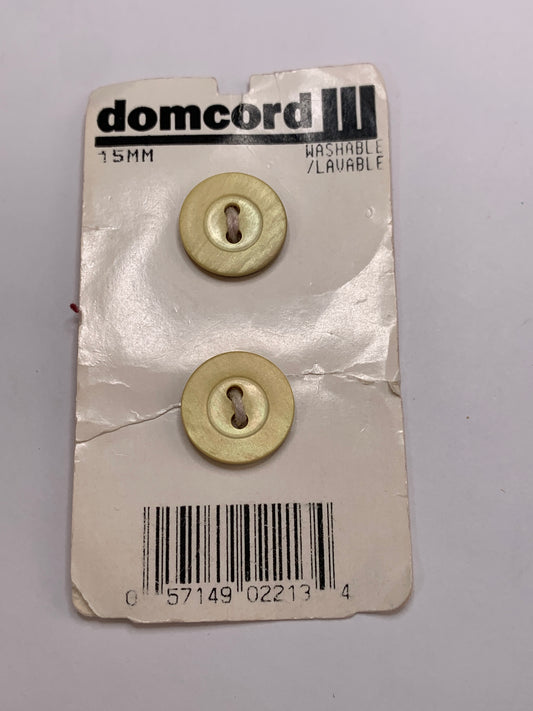 domcord
15MM
WASHABLE
/LAVABLE
0 57149 02213 4